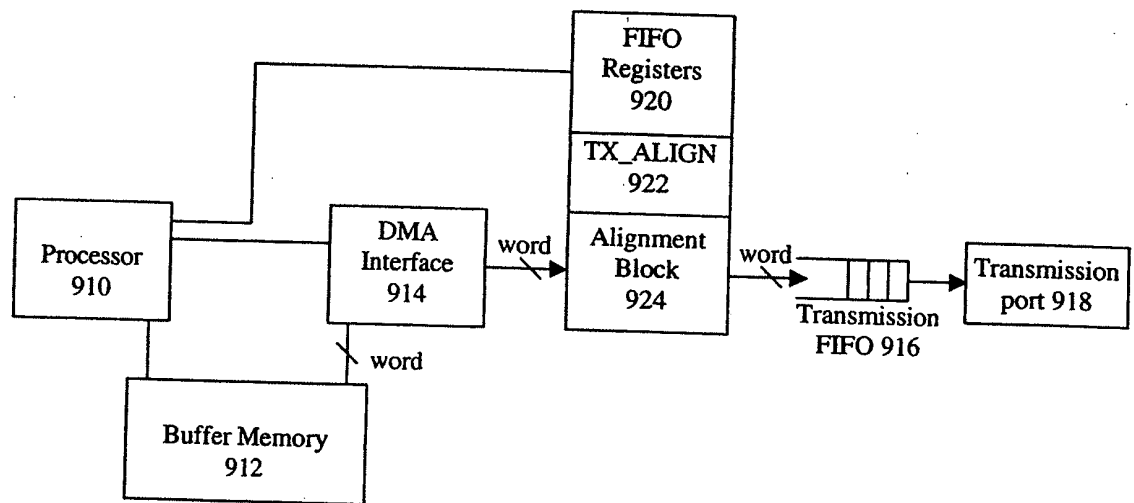 FIFO
Registers
920
TX_ALIGN
922
Processor
910
DMA
Interface
914
word
Alignment
Block
924
word
Transmission
FIFO 916
Transmission
port 918
word
Buffer Memory
912